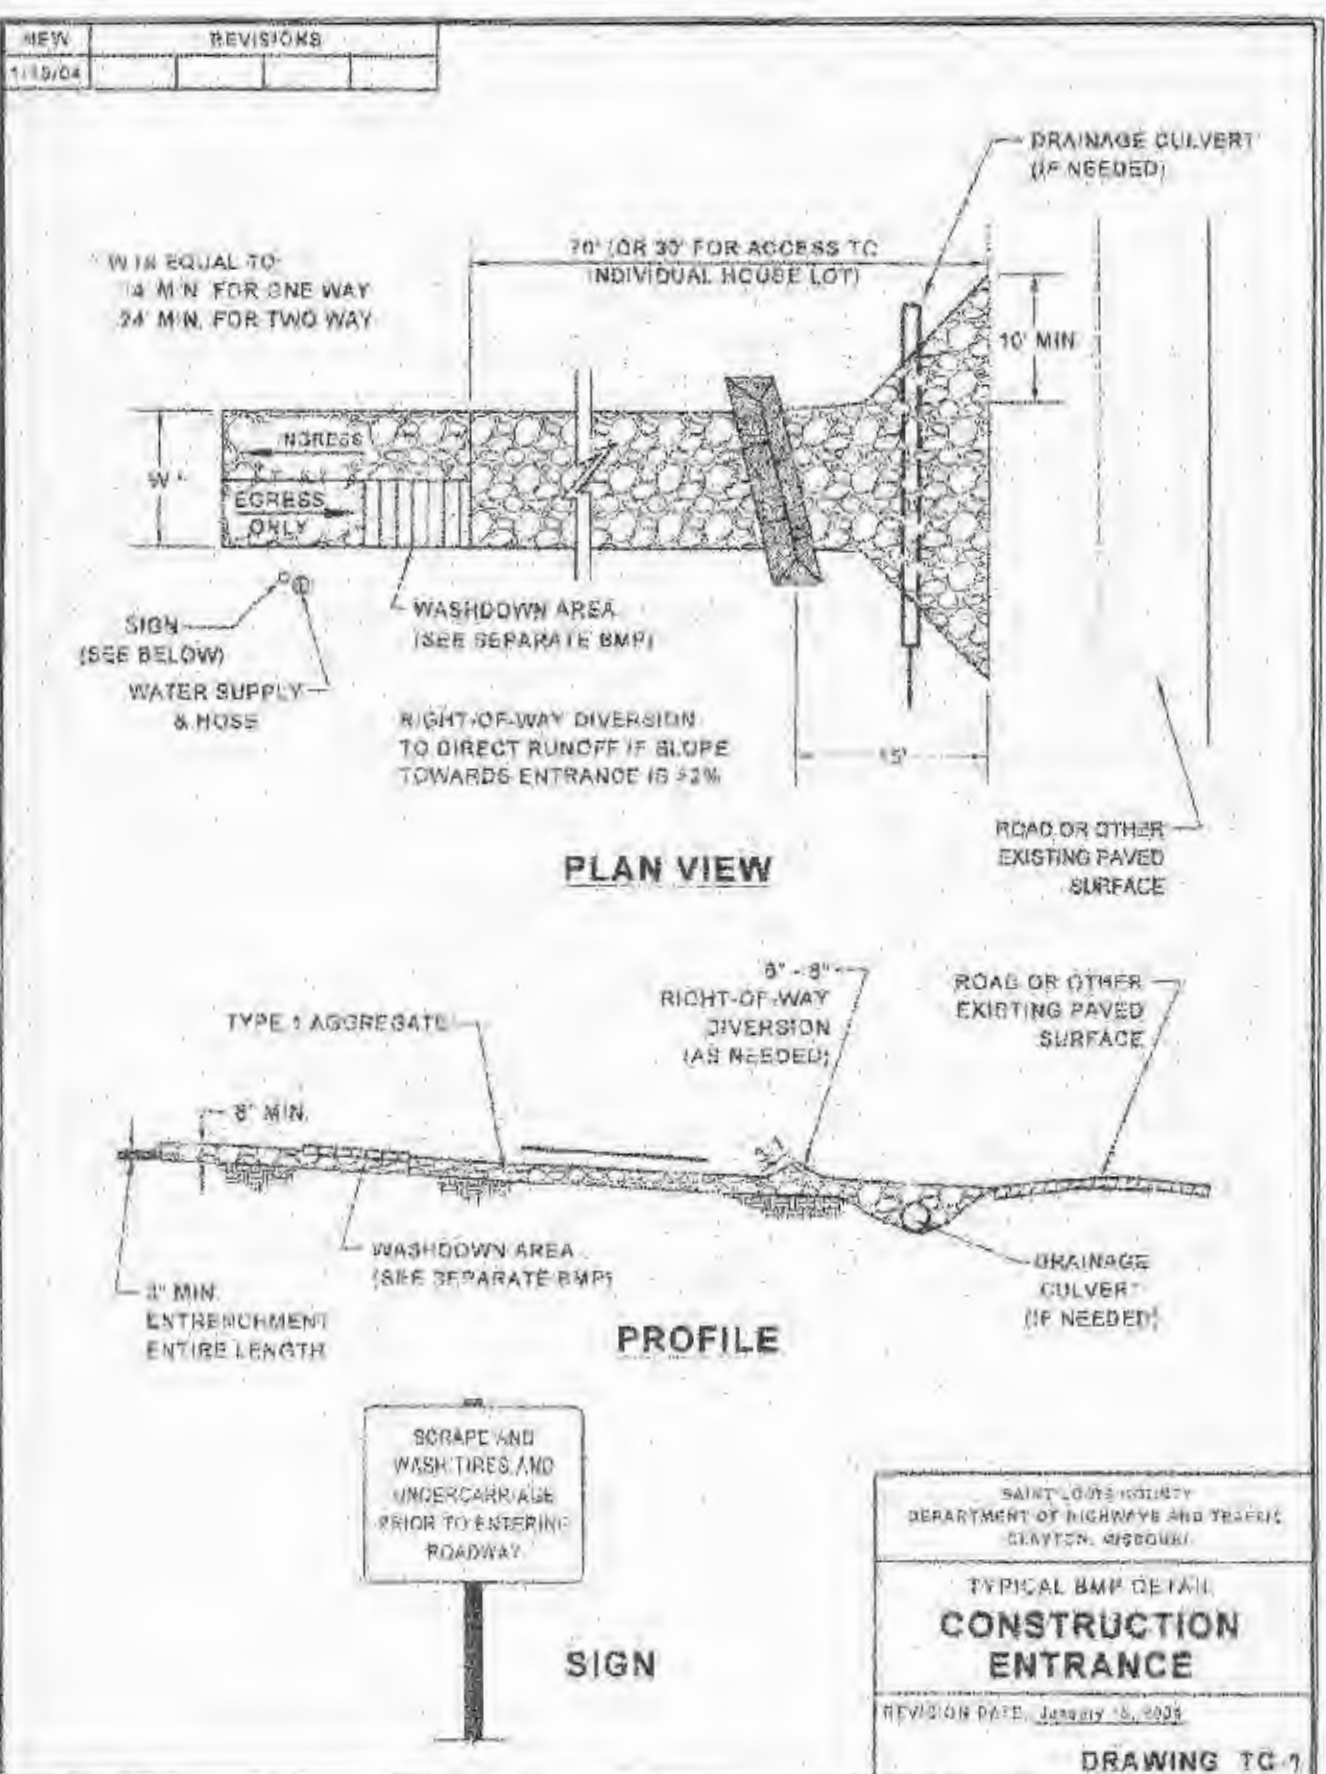 NEW REVISIONS
DRAINAGE CULVERT
(IF NEEDED)
70' (OR 30' FOR ACCESS TO
INDIVIDUAL HOUSE LOT)
W IS EQUAL TO
MIN. FOR ONE WAY
24' MIN. FOR TWO WAY
10' MIN
INGRESS
W
EGRESS
ONLY
WASHDOWN AREA
(SEE SEPARATE BMP)
SIGN
(SEE BELOW)
WATER SUPPLY
& HOSE
RIGHT-OF-WAY DIVERSION
TO DIRECT RUNOFF IF SLOPE
TOWARDS ENTRANCE IS >2%
15'
ROAD OR OTHER
EXISTING PAVED
SURFACE
PLAN VIEW
6" - 8"
RIGHT-OF-WAY
DIVERSION
(AS NEEDED)
ROAD OR OTHER
EXISTING PAVED
SURFACE
TYPE 1 AGGREGATE
MIN.
WASHDOWN AREA
(SEE SEPARATE BMP)
MIN.
ENTRENCHMENT
ENTIRE LENGTH
DRAINAGE
CULVERT
(IF NEEDED)
PROFILE
SCRAPE AND
WASH TIRES AND
UNDERCARRIAGE
PRIOR TO ENTERING
ROADWAY
SIGN
SAINT LOUIS COUNTY
DEPARTMENT OF HIGHWAYS AND TRAFFIC
CLAYTON, MISSOURI
TYPICAL BMP DETAIL
CONSTRUCTION
ENTRANCE
REVISION DATE: January
DRAWING TC-1